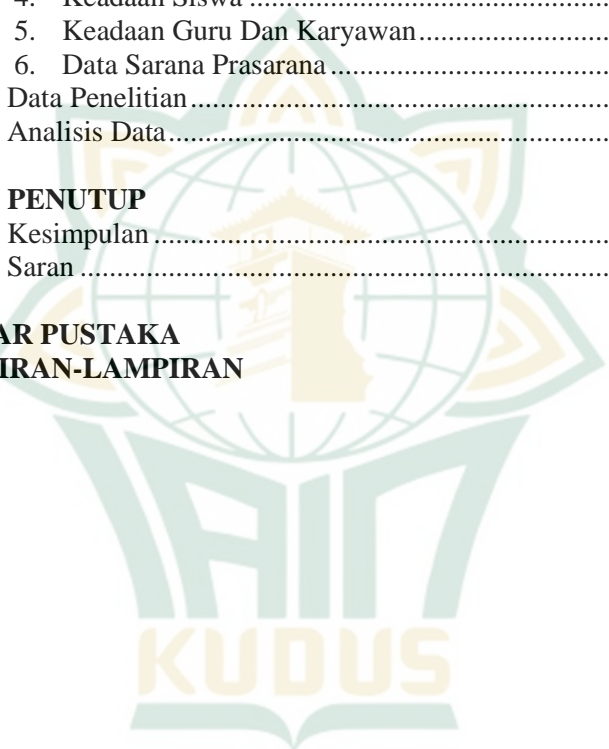 4. Keadaan Siswa ........................................
5. Keadaan Guru Dan Karyawan........................
6. Data Sarana Prasarana ...............................
Data Penelitian................................................
Analisis Data ..................................................
PENUTUP
Kesimpulan ....................................................
Saran .............................................................
AR PUSTAKA
IRAN-LAMPIRAN
IAIN
KUDUS